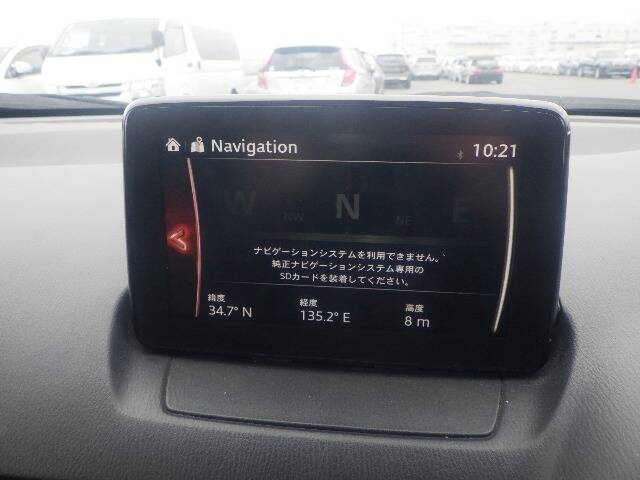 Navigation
10:21
W NW N NE E
ナビゲーションシステムを利用できません。
純正ナビゲーションシステム専用の
SDカードを装着してください。
緯度 経度 高度
34.7° N 135.2° E 8 m